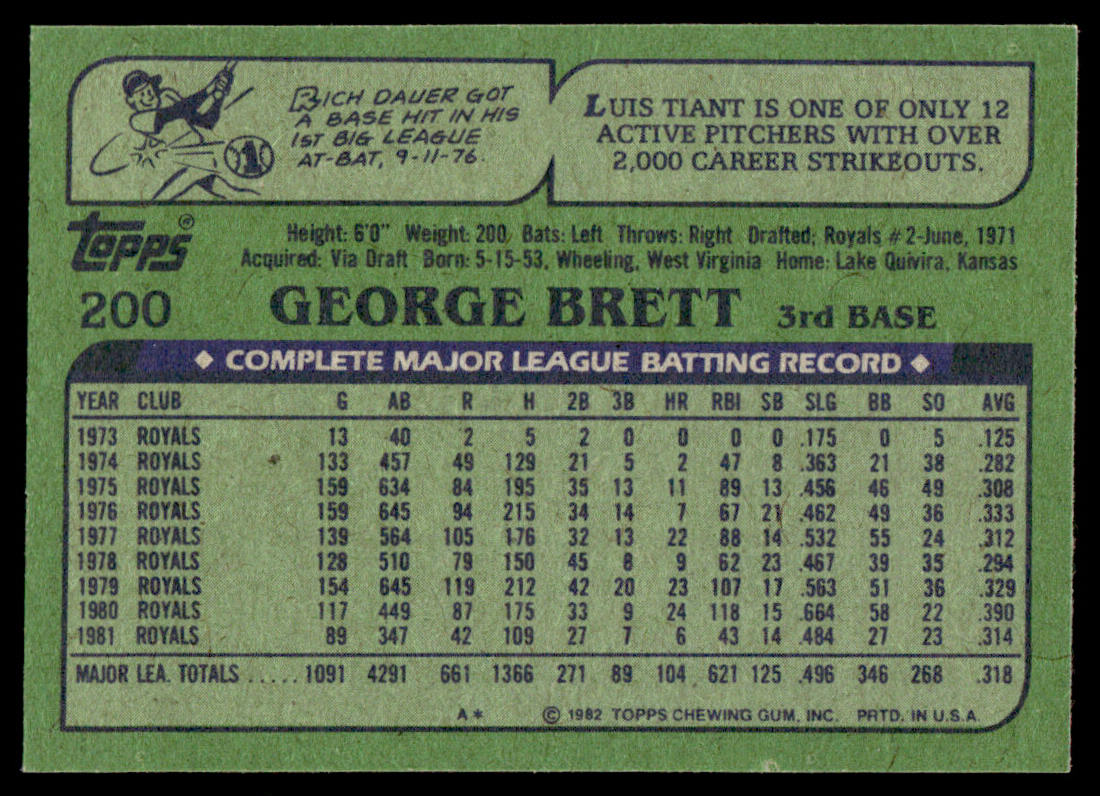 RICH DAUER GOT
A BASE HIT IN HIS
1ST BIG LEAGUE
AT-BAT, 9-11-76.
1
LUIS TIANT IS ONE OF ONLY 12
ACTIVE PITCHERS WITH OVER
2,000 CAREER STRIKEOUTS.
TOPPS®
Height: 6'0" Weight: 200 Bats: Left Throws: Right Drafted: Royals #2-June, 1971
Acquired: Via Draft Born: 5-15-53, Wheeling, West Virginia Home: Lake Quivira, Kansas
200 GEORGE BRETT 3rd BASE
◆ COMPLETE MAJOR LEAGUE BATTING RECORD ◆
YEAR CLUB G AB R H 2B 3B HR RBI SB SLG BB SO AVG
1973 ROYALS 13 40 2 5 2 0 0 0 0 .175 0 5 .125
1974 ROYALS 133 457 49 129 21 5 2 47 8 .363 21 38 .282
1975 ROYALS 159 634 84 195 35 13 11 89 13 .456 46 49 .308
1976 ROYALS 159 645 94 215 34 14 7 67 21 .462 49 36 .333
1977 ROYALS 139 564 105 176 32 13 22 88 14 .532 55 24 .312
1978 ROYALS 128 510 79 150 45 8 9 62 23 .467 39 35 .294
1979 ROYALS 154 645 119 212 42 20 23 107 17 .563 51 36 .329
1980 ROYALS 117 449 87 175 33 9 24 118 15 .664 58 22 .390
1981 ROYALS 89 347 42 109 27 7 6 43 14 .484 27 23 .314
MAJOR LEA. TOTALS ..... 1091 4291 661 1366 271 89 104 621 125 .496 346 268 .318
A* © 1982 TOPPS CHEWING GUM, INC. PRTD. IN U.S.A.